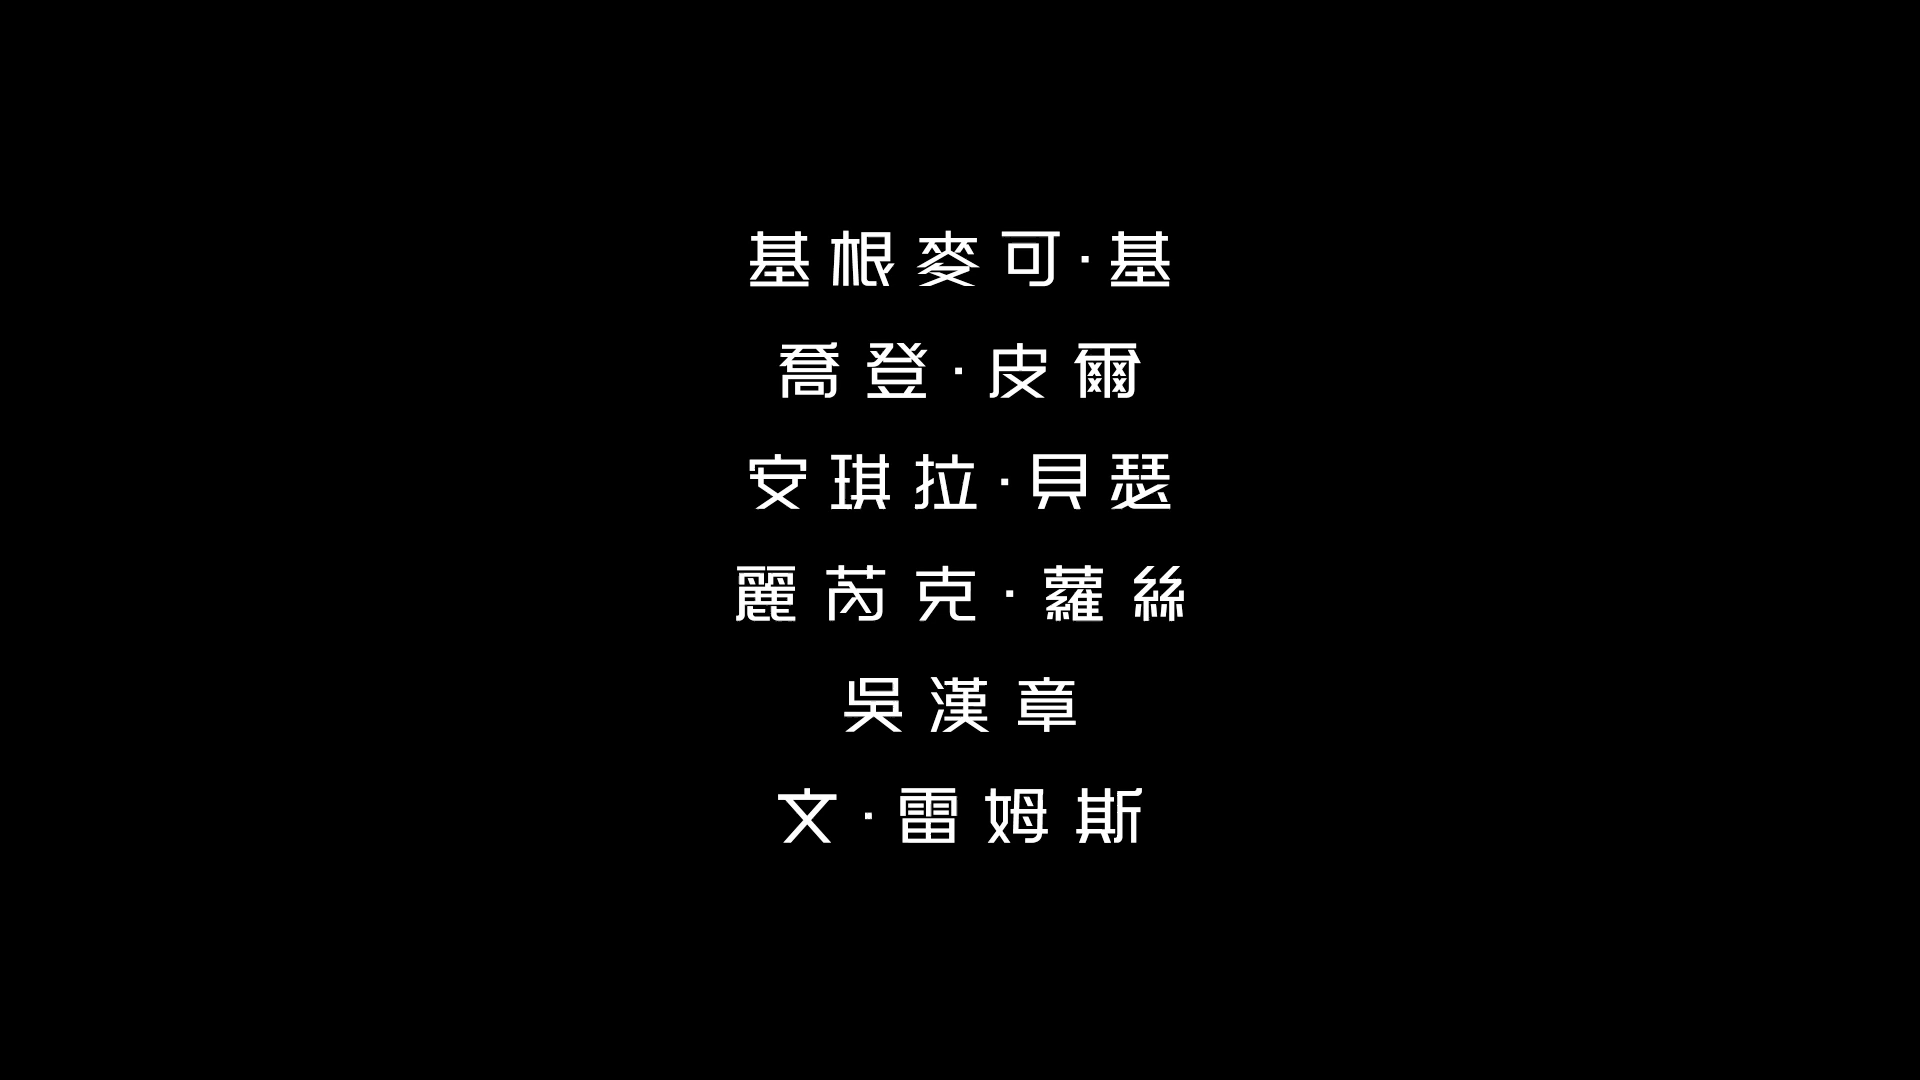 基根麥可·基
喬登·皮爾
安琪拉·貝瑟
麗芮克·蘿絲
吳漢章
文·雷姆斯